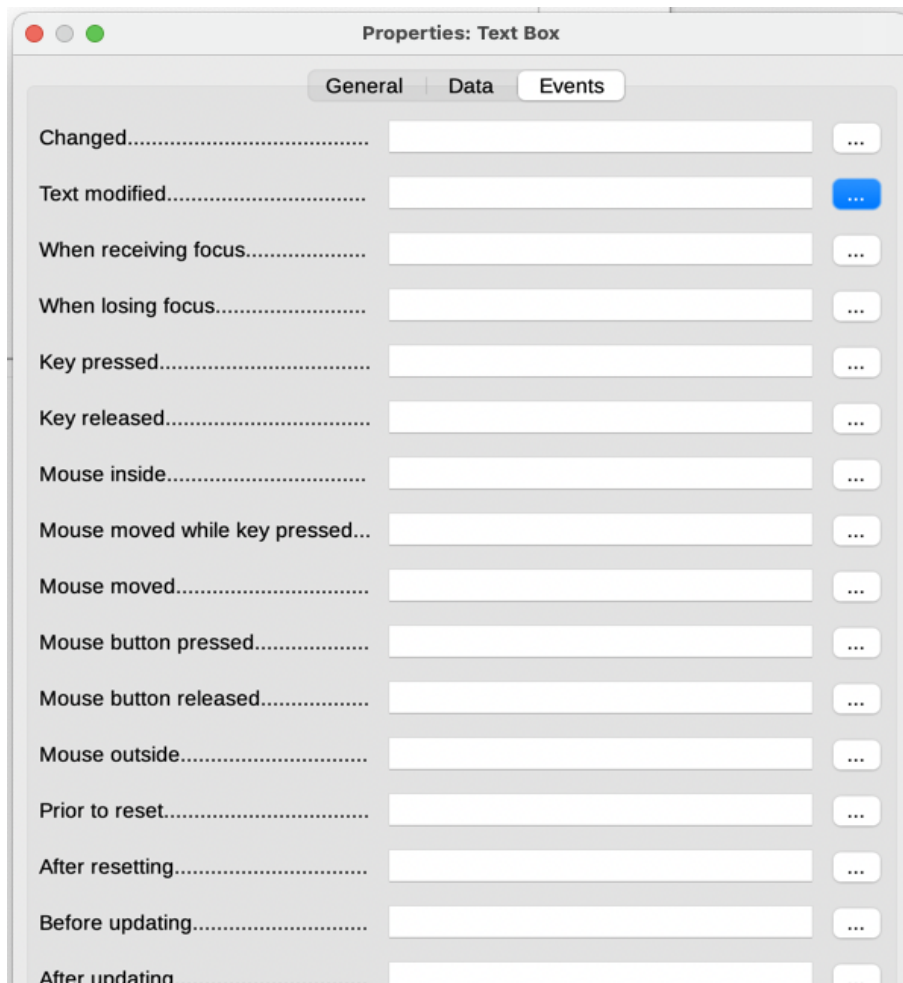 Properties: Text Box
General Data Events
Changed........................................ ...
Text modified................................. ...
When receiving focus.................... ...
When losing focus......................... ...
Key pressed................................... ...
Key released.................................. ...
Mouse inside................................. ...
Mouse moved while key pressed... ...
Mouse moved................................ ...
Mouse button pressed................... ...
Mouse button released.................. ...
Mouse outside............................... ...
Prior to reset.................................. ...
After resetting................................ ...
Before updating............................. ...
After updating ...